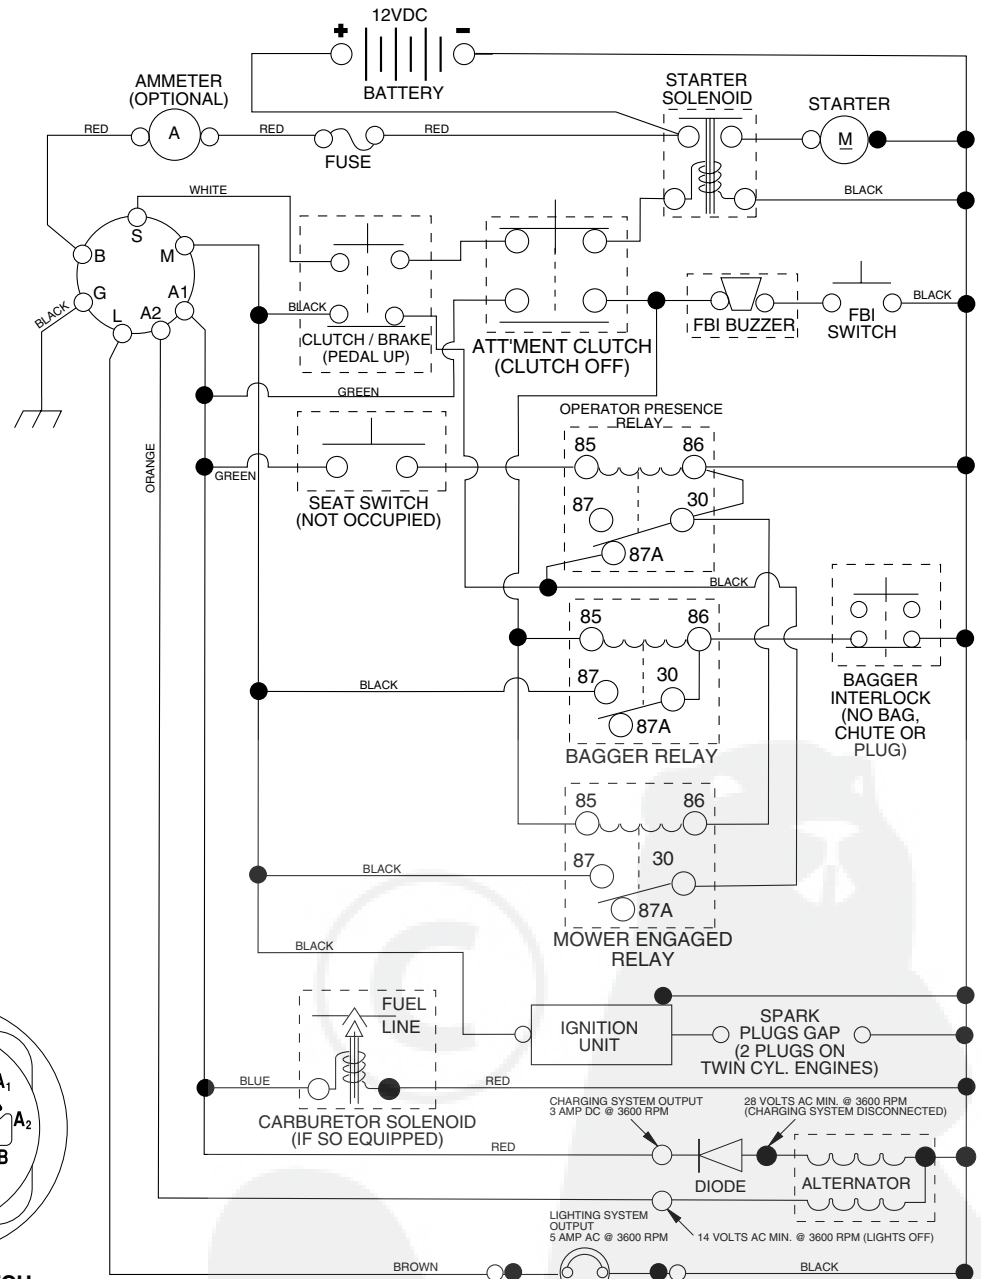 12VDC
+
-
BATTERY
AMMETER
(OPTIONAL)
A
RED
RED
FUSE
RED
STARTER
SOLENOID
STARTER
M
WHITE
BLACK
S
B
M
G
A1
L
A2
BLACK
BLACK
CLUTCH / BRAKE
(PEDAL UP)
ATT'MENT CLUTCH
(CLUTCH OFF)
FBI BUZZER
FBI
SWITCH
BLACK
GREEN
OPERATOR PRESENCE
RELAY
85
86
87
30
87A
ORANGE
GREEN
SEAT SWITCH
(NOT OCCUPIED)
BLACK
85
86
87
30
87A
BLACK
BAGGER RELAY
BAGGER
INTERLOCK
(NO BAG,
CHUTE OR
PLUG)
85
86
87
30
87A
BLACK
MOWER ENGAGED
RELAY
BLACK
FUEL
LINE
IGNITION
UNIT
SPARK
PLUGS GAP
(2 PLUGS ON
TWIN CYL. ENGINES)
BLUE
RED
CARBURETOR SOLENOID
(IF SO EQUIPPED)
CHARGING SYSTEM OUTPUT
3 AMP DC @ 3600 RPM
28 VOLTS AC MIN. @ 3600 RPM
(CHARGING SYSTEM DISCONNECTED)
RED
DIODE
ALTERNATOR
LIGHTING SYSTEM
OUTPUT
5 AMP AC @ 3600 RPM
14 VOLTS AC MIN. @ 3600 RPM (LIGHTS OFF)
BROWN
BLACK
A1
A2
B
©